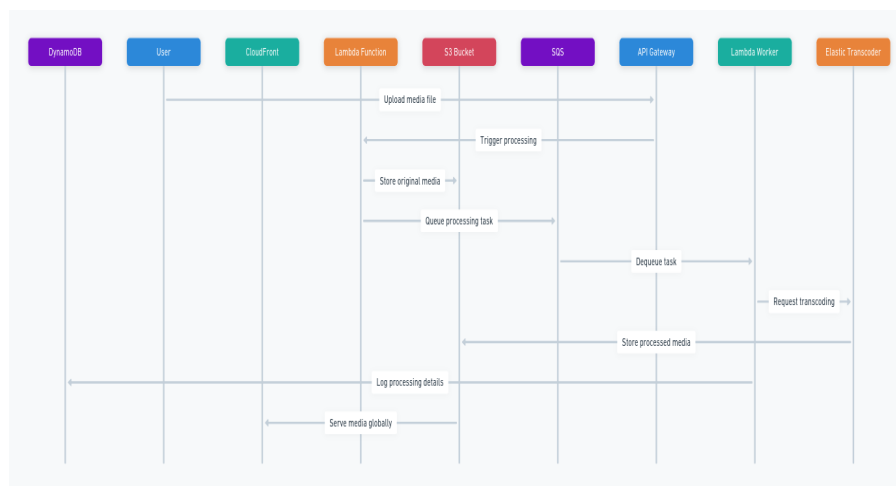 DynamoDB
User
CloudFront
Lambda Function
S3 Bucket
SQS
API Gateway
Lambda Worker
Elastic Transcoder
Upload media file
Trigger processing
Store original media
Queue processing task
Dequeue task
Request transcoding
Store processed media
Log processing details
Serve media globally